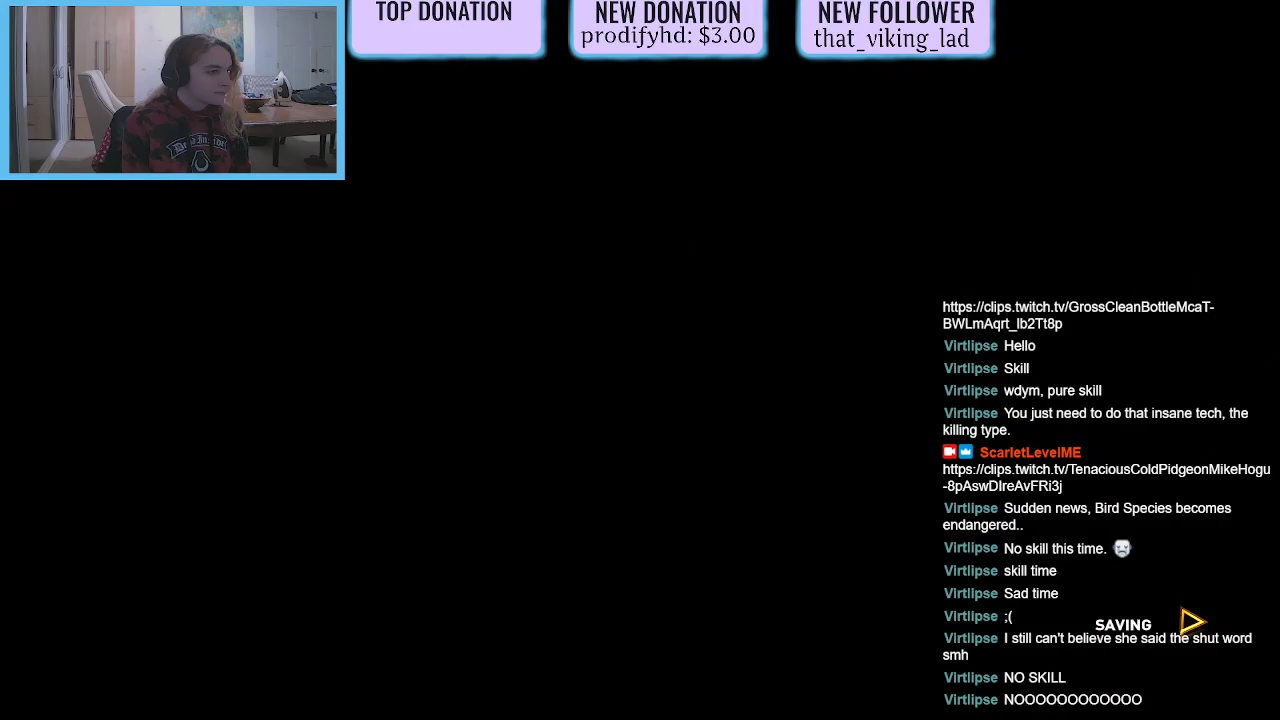 TOP DONATION
NEW DONATION
prodifyhd: $3.00
NEW FOLLOWER
that_viking_lad
https://clips.twitch.tv/GrossCleanBottleMcaT-
BWLmAqrt_lb2Tt8p
Virtlipse Hello
Virtlipse Skill
Virtlipse wdym, pure skill
Virtlipse You just need to do that insane tech, the
killing type.
ScarletLevelME
https://clips.twitch.tv/TenaciousColdPidgeonMikeHogu
-8pAswDIreAvFRi3j
Virtlipse Sudden news, Bird Species becomes
endangered..
Virtlipse No skill this time.
Virtlipse skill time
Virtlipse Sad time
Virtlipse ;(
SAVING
Virtlipse I still can't believe she said the shut word
smh
Virtlipse NO SKILL
Virtlipse NOOOOOOOOOOOO